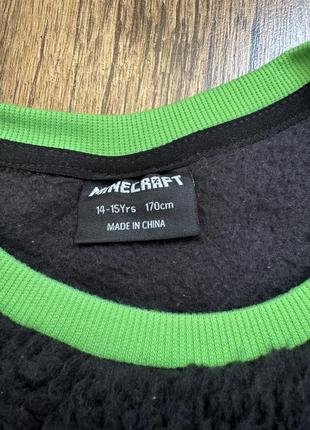 MINECRAFT
14-15Yrs 170cm
MADE IN CHINA